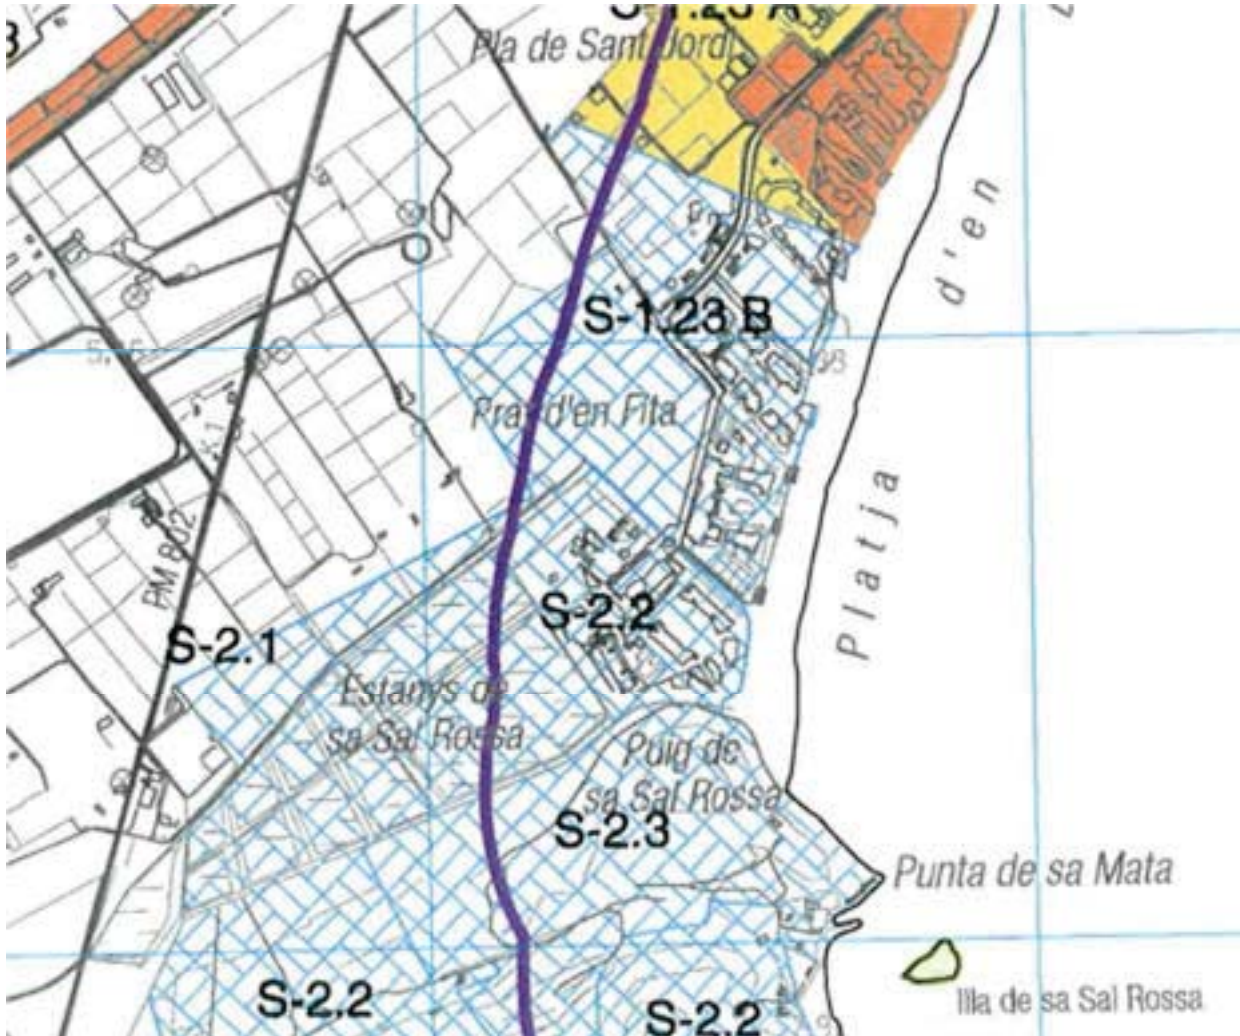 S-1.23 A
Pla de Sant Jordi
d'en
S-1.23 B
Prat d'en Fita
Platja
PM 802
S-2.2
S-2.1
Estanys de
sa Sal Rossa
Puig de
sa Sal Rossa
S-2.3
Punta de sa Mata
S-2.2
S-2.2
Illa de sa Sal Rossa